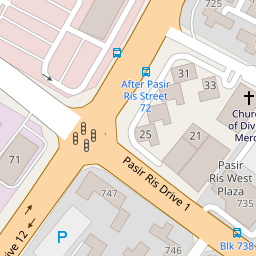 725
After Pasir
Ris Street
72
31
33
Church
of Div
Merc
25
21
71
Pasir Ris Drive 1
Pasir
Ris West
Plaza
747
735
ive 12
P
746
Blk 738